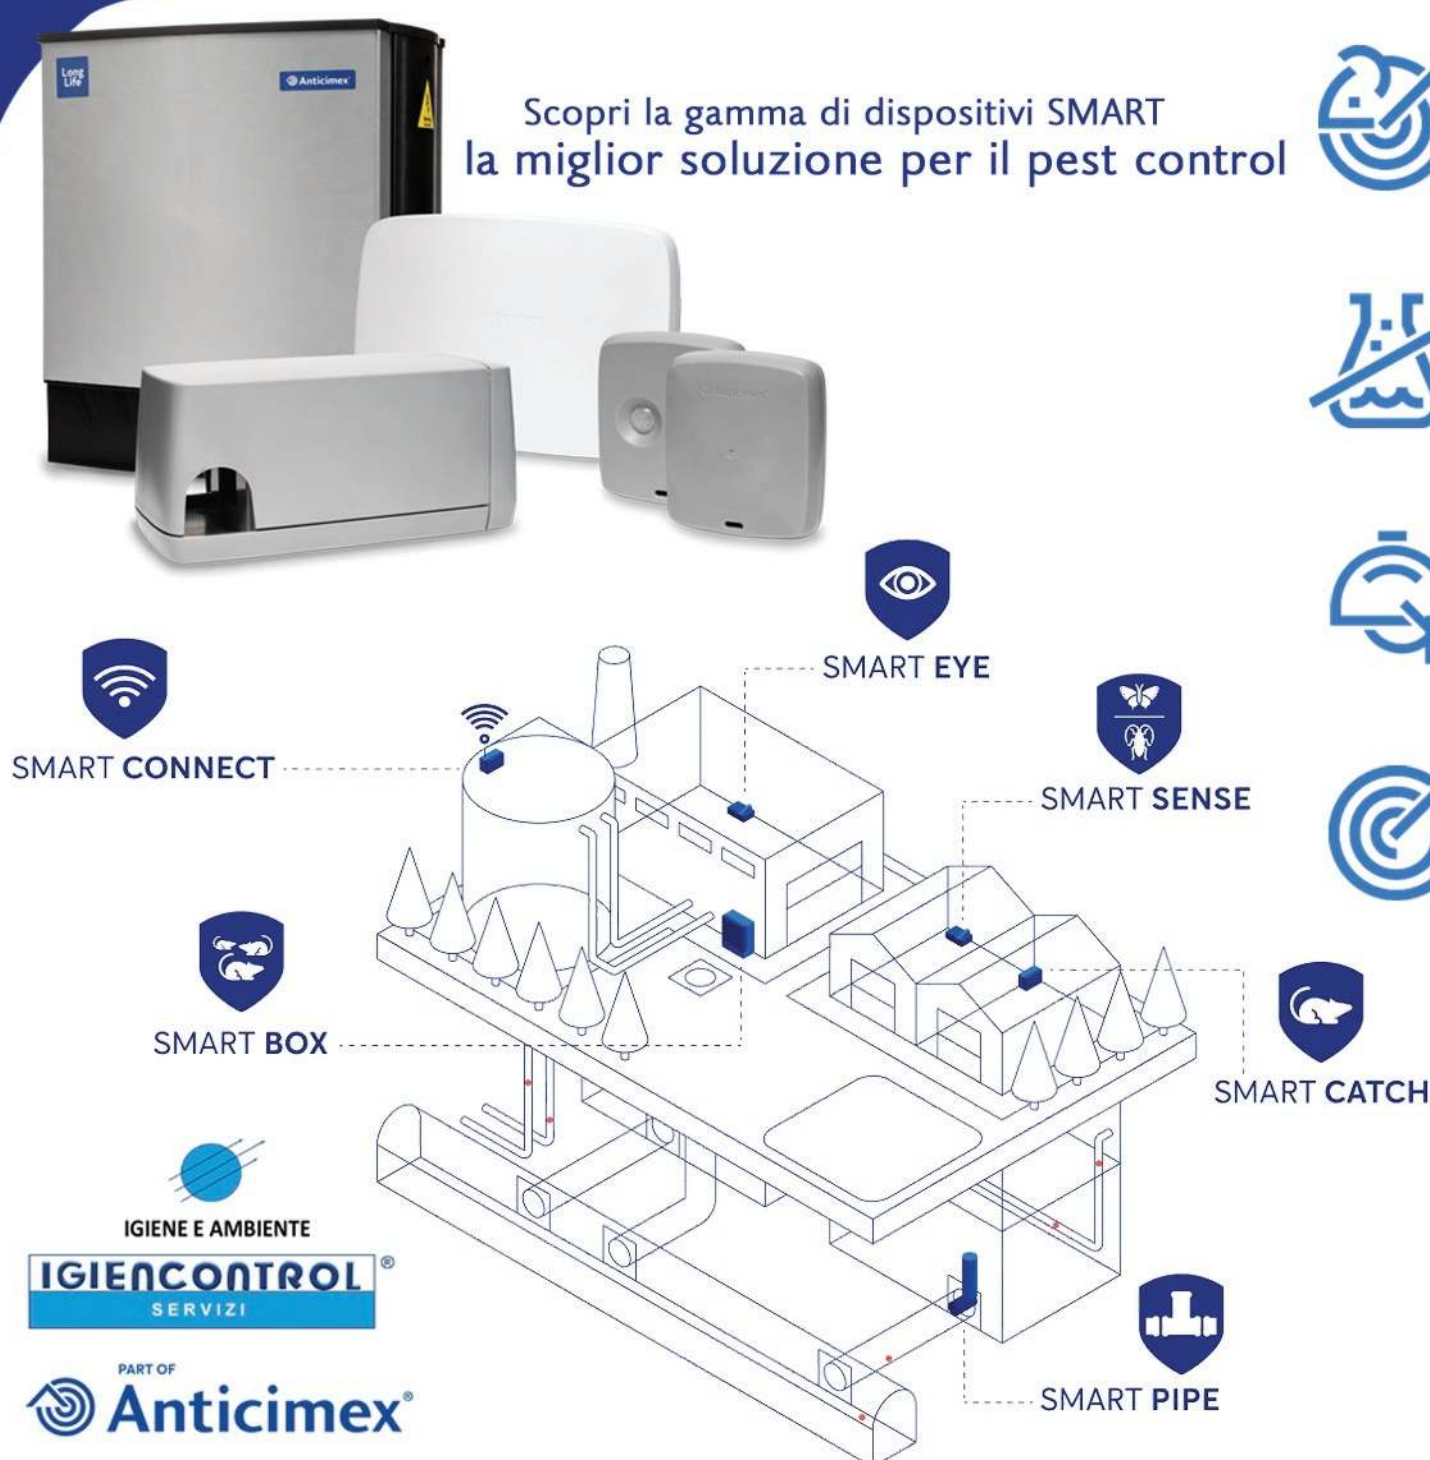 Long
Life
Anticimex
Scopri la gamma di dispositivi SMART
la miglior soluzione per il pest control
Anticimex
SMART EYE
SMART CONNECT
SMART SENSE
SMART BOX
SMART CATCH
IGIENE E AMBIENTE
IGIENCONTROL®
SERVIZI
PART OF
Anticimex®
SMART PIPE